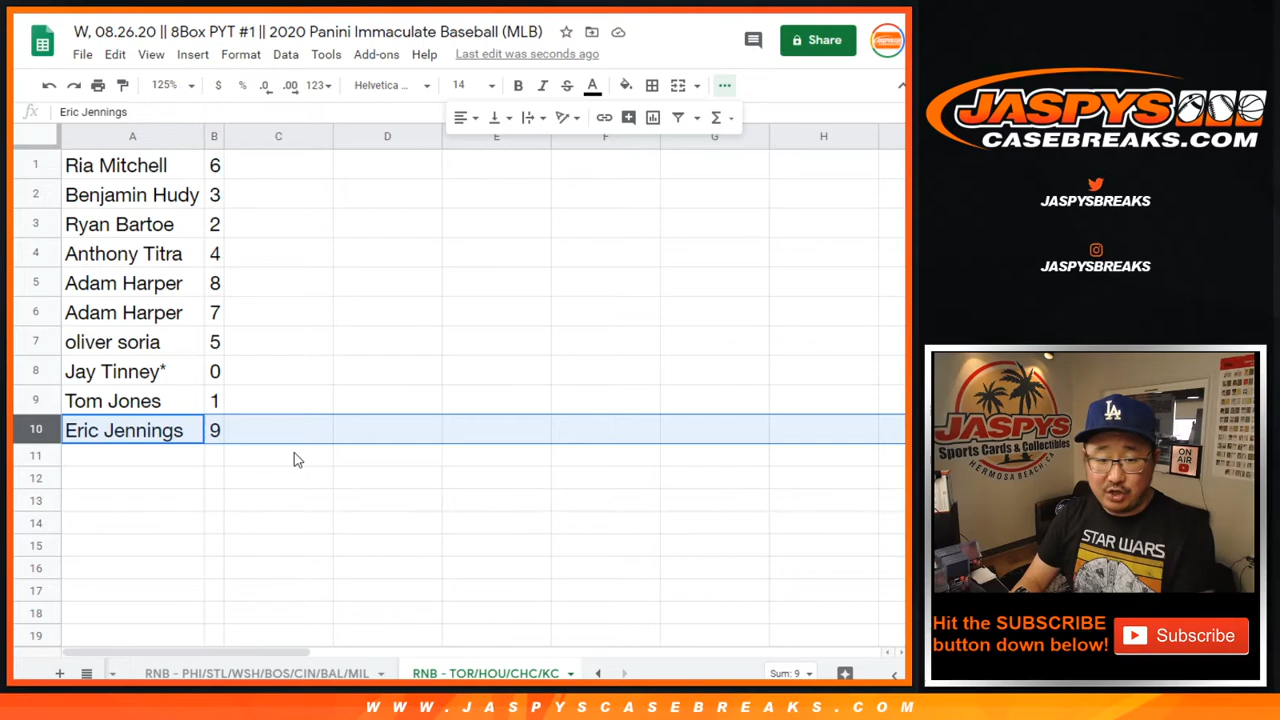 W, 08.26.20 || 8Box PYT #1 || 2020 Panini Immaculate Baseball (MLB)
File Edit View Insert Format Data Tools Add-ons Help Last edit was seconds ago
Share
125% $ % .0 .00 123 Helvetica ... 14 B I S A
fx Eric Jennings
A B C D E F G H
1 Ria Mitchell 6
2 Benjamin Hudy 3
3 Ryan Bartoe 2
4 Anthony Titra 4
5 Adam Harper 8
6 Adam Harper 7
7 oliver soria 5
8 Jay Tinney* 0
9 Tom Jones 1
10 Eric Jennings 9
11
12
13
14
15
16
17
18
19
RNB - PHI/STL/WSH/BOS/CIN/BAL/MIL RNB - TOR/HOU/CHC/KC Sum: 9
JASPYS
CASEBREAKS.COM
JASPYSBREAKS
JASPYSBREAKS
JASPYS
Sports Cards & Collectibles
HERMOSA BEACH, CA
LA
ON
AIR
STAR WARS
Hit the SUBSCRIBE
button down below!
Subscribe
WWW.JASPYSCASEBREAKS.COM